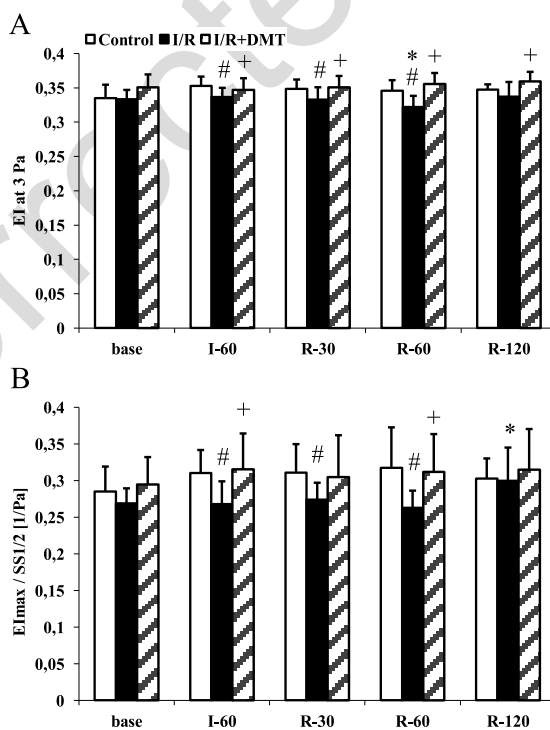 A
Control I/R I/R+DMT
EI at 3 Pa
0,4
0,35
0,3
0,25
0,2
0,15
0,1
0,05
0
# + # + * # + +
base I-60 R-30 R-60 R-120
B
EImax / SS1/2 [1/Pa]
0,4
0,35
0,3
0,25
0,2
0,15
0,1
0,05
0
# + # # + *
base I-60 R-30 R-60 R-120